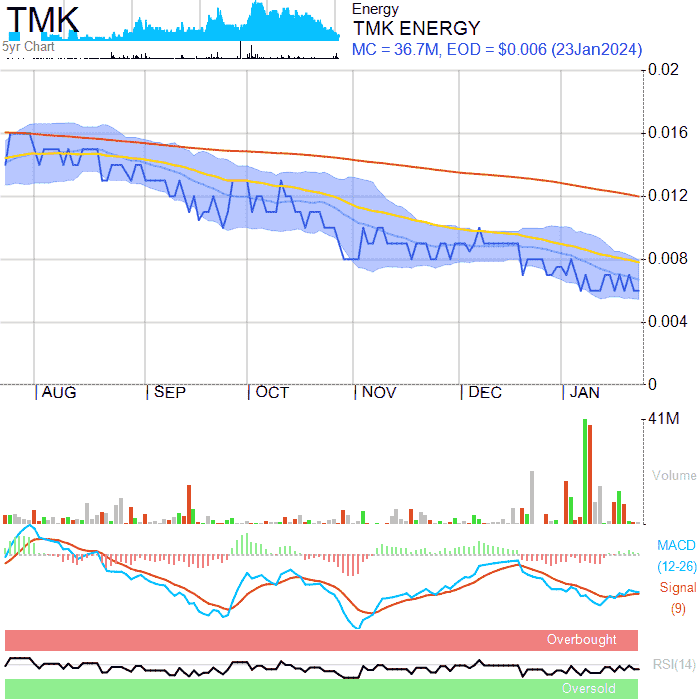 TMK
5yr Chart
Energy
TMK ENERGY
MC = 36.7M, EOD = $0.006 (23Jan2024)
0.02
0.016
0.012
0.008
0.004
0
AUG SEP OCT NOV DEC JAN
41M
Volume
MACD
(12-26)
Signal
(9)
Overbought
RSI(14)
Oversold